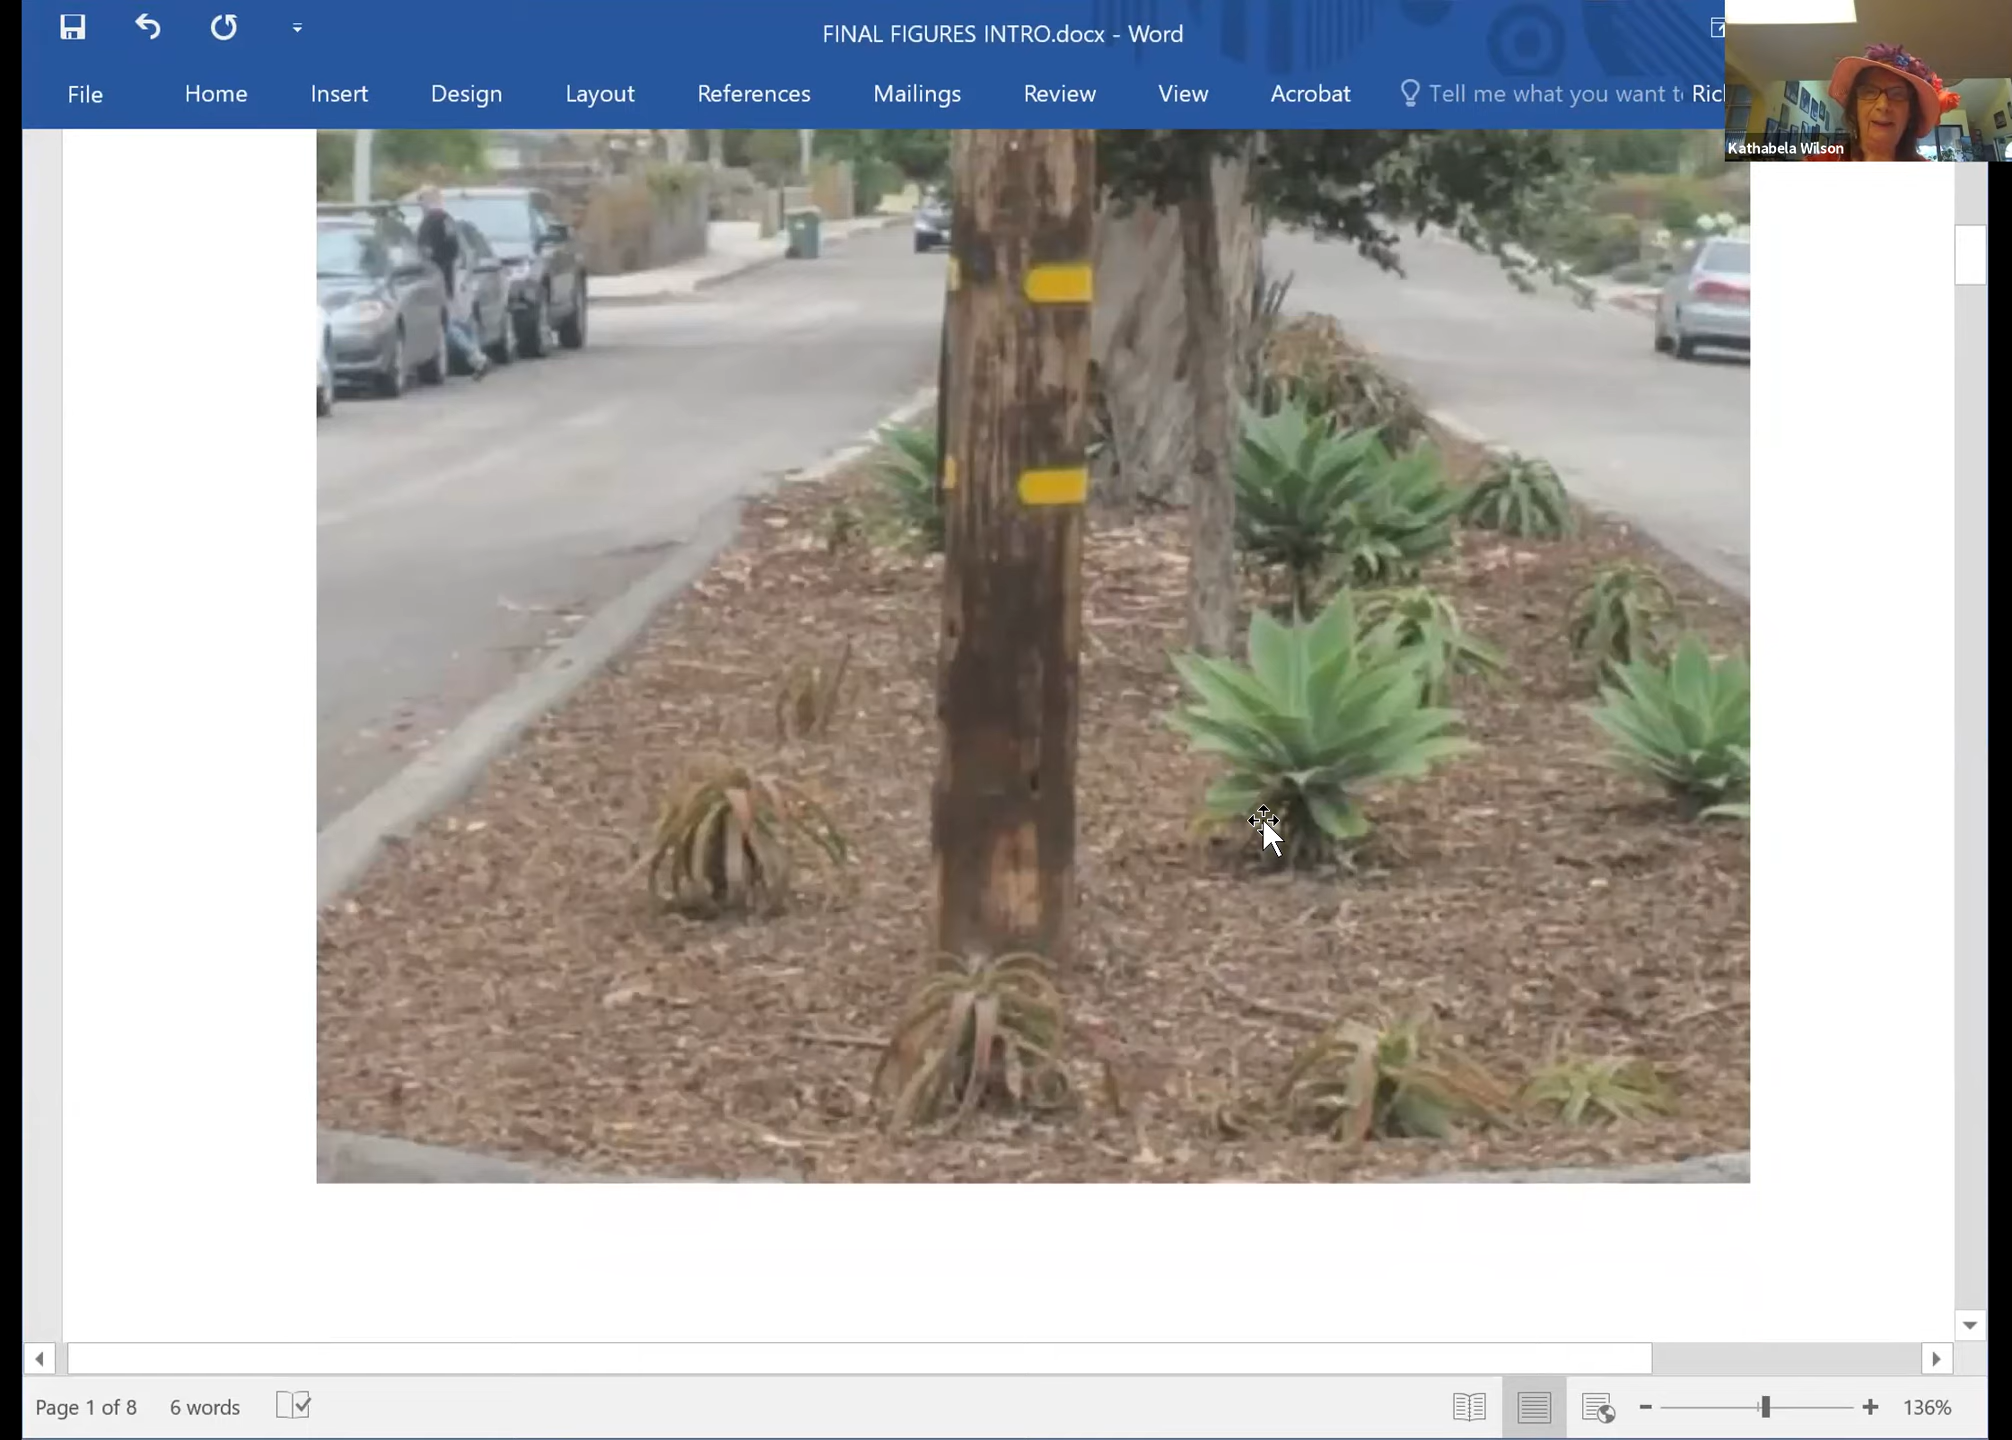 FINAL FIGURES INTRO.docx - Word
File Home Insert Design Layout References Mailings Review View Acrobat Tell me what you want t Ric
Kathabela Wilson
Page 1 of 8 6 words 136%